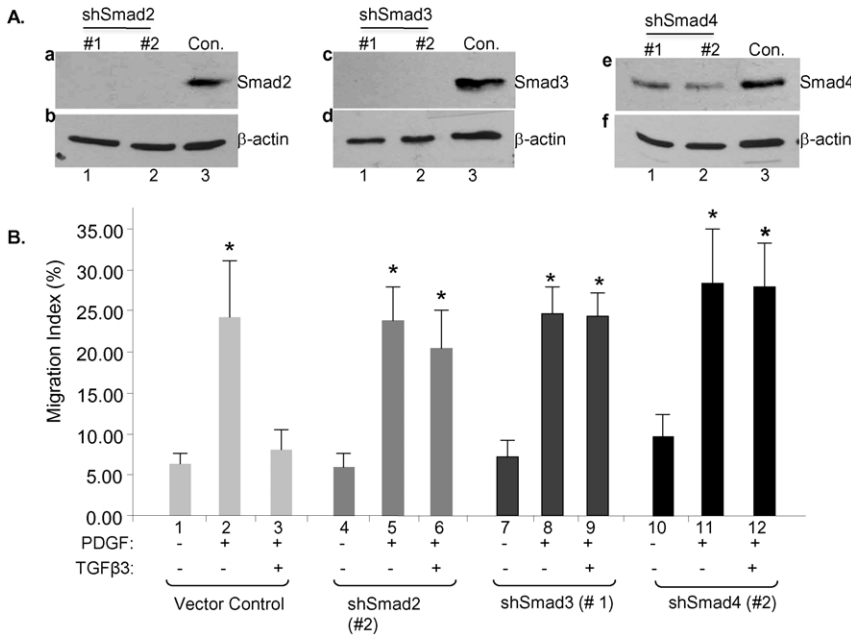 A.
shSmad2
#1 #2 Con.
a
Smad2
b
β-actin
1 2 3
shSmad3
#1 #2 Con.
c
Smad3
d
β-actin
1 2 3
shSmad4
#1 #2 Con.
e
Smad4
f
β-actin
1 2 3
B.
Migration Index (%)
35.00
30.00
25.00
20.00
15.00
10.00
5.00
0.00
* * * * * * *
1 2 3 4 5 6 7 8 9 10 11 12
PDGF: - + + - + + - + + - + +
TGFβ3: - - + - - + - - + - - +
Vector Control
shSmad2
(#2)
shSmad3 (# 1)
shSmad4 (#2)